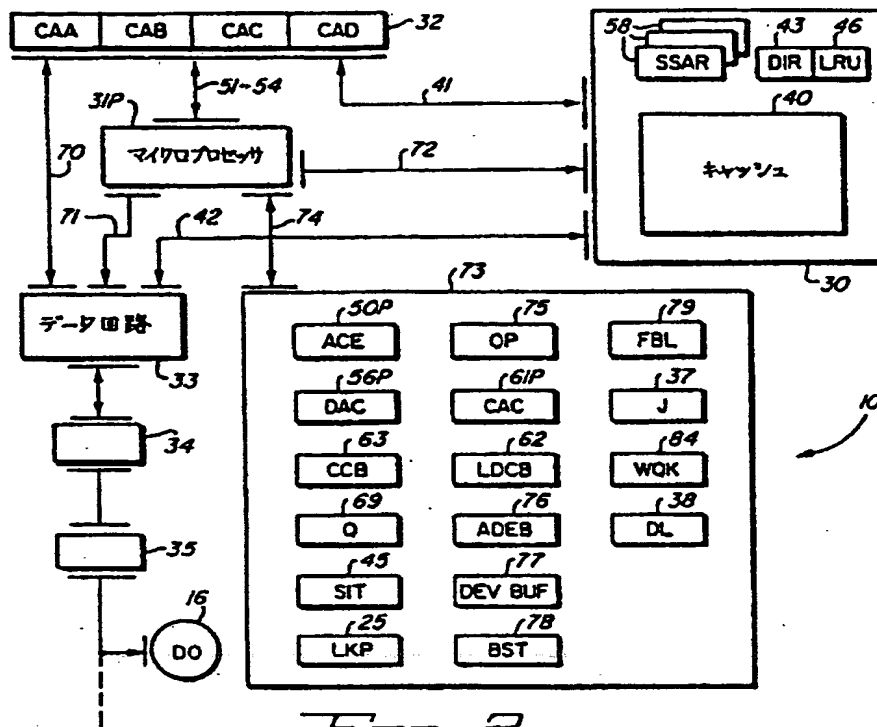 CAA CAB CAC CAD 32
58 43 46
SSAR DIR LRU
51-54 41 40
31P
マイクロプロセッサ 72 キャッシュ
70
71 42 74
30
データ回路 33
73
50P 75 79
ACE OP FBL
56P 61P 37
DAC CAC J
63 62 84
CCB LDCB WQK
69 76 38
Q ADEB DL
45 77
SIT DEV BUF
25 78
LKP BST
34
35
16
DO
10